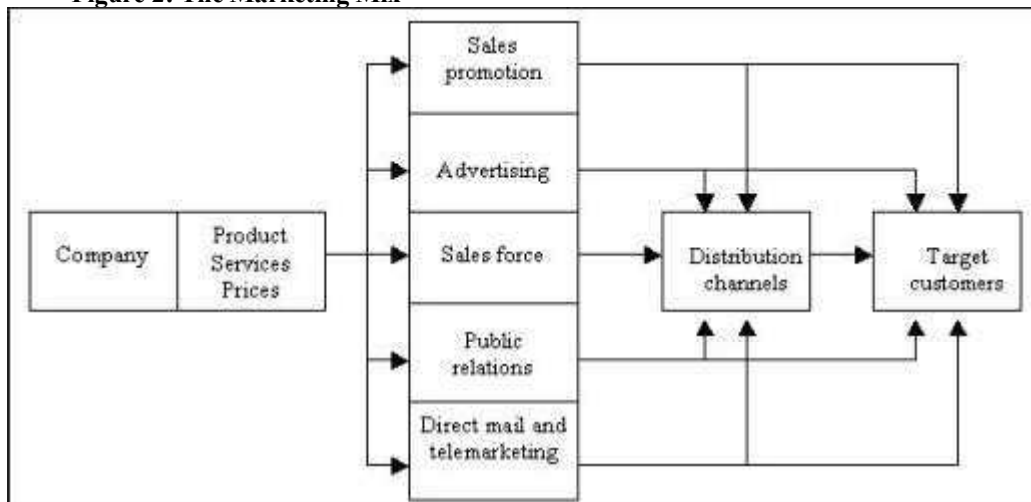 Figure 2: The Marketing Mix
Sales
promotion
Advertising
Company
Product
Services
Prices
Sales force
Distribution
channels
Target
customers
Public
relations
Direct mail and
telemarketing